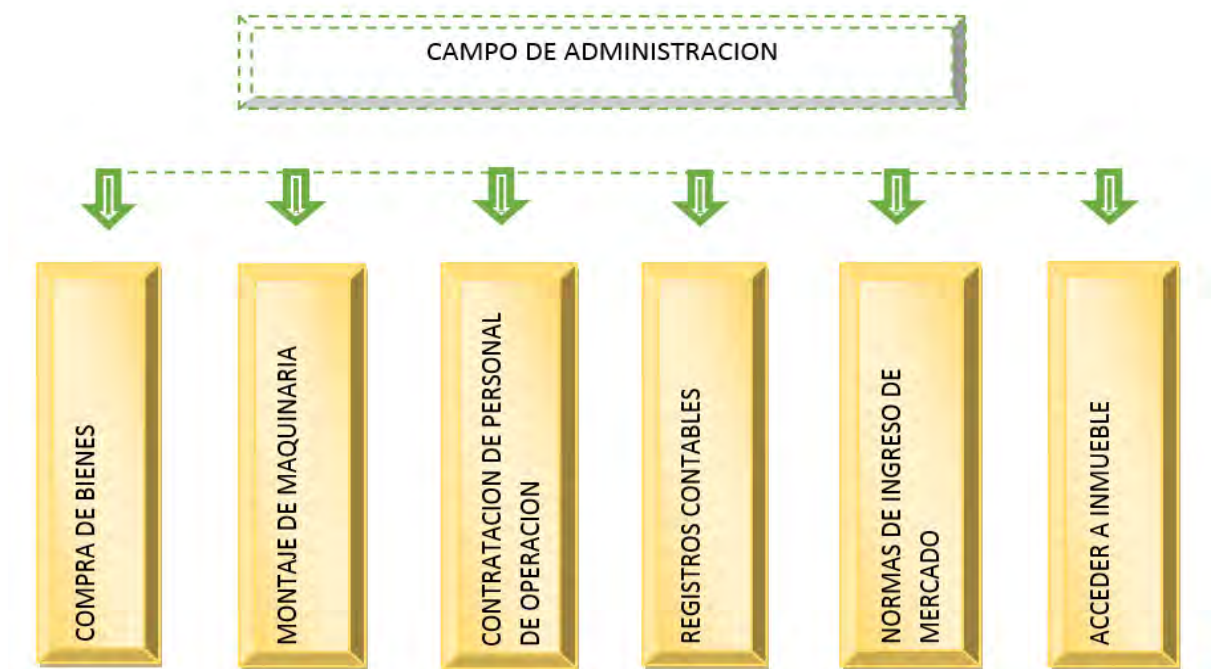 CAMPO DE ADMINISTRACION
COMPRA DE BIENES
MONTAJE DE MAQUINARIA
CONTRATACION DE PERSONAL
DE OPERACION
REGISTROS CONTABLES
NORMAS DE INGRESO DE
MERCADO
ACCEDER A INMUEBLE